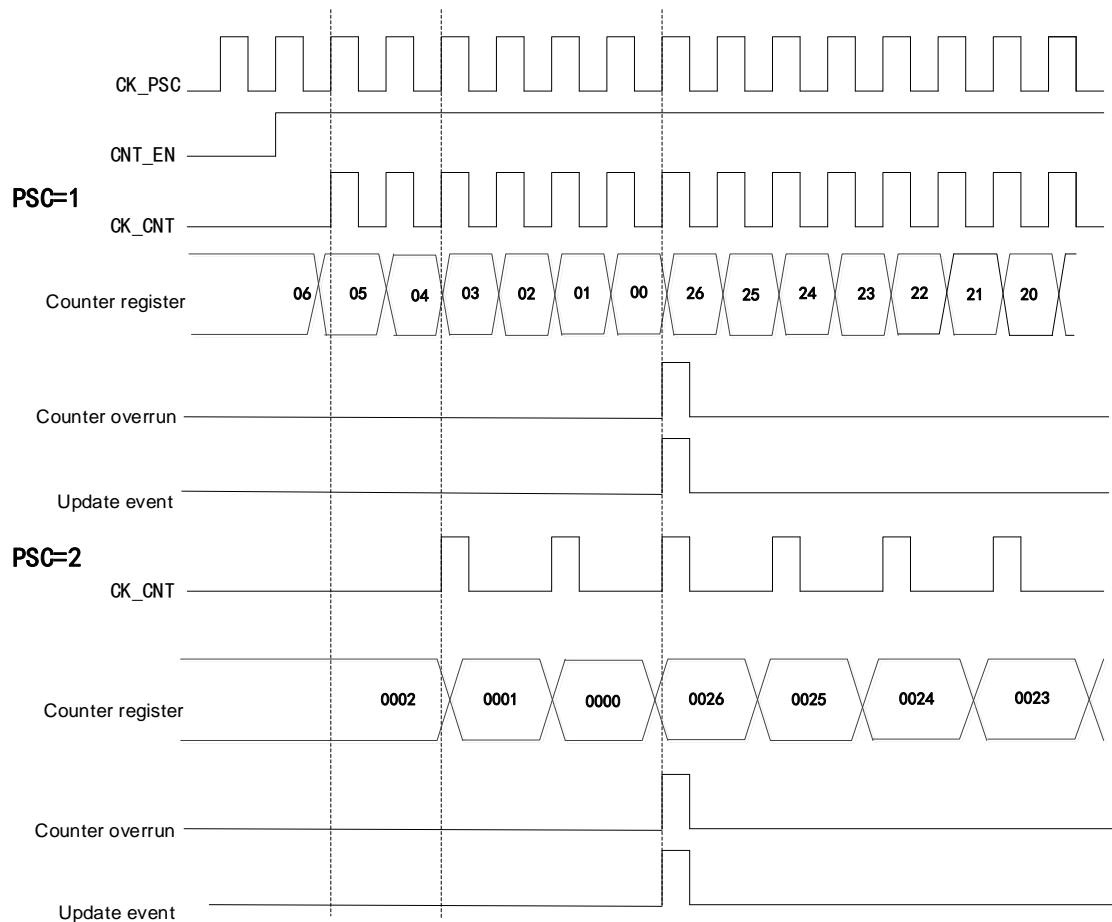 CK_PSC
CNT_EN
PSC=1
CK_CNT
Counter register 06 05 04 03 02 01 00 26 25 24 23 22 21 20
Counter overrun
Update event
PSC=2
CK_CNT
Counter register 0002 0001 0000 0026 0025 0024 0023
Counter overrun
Update event